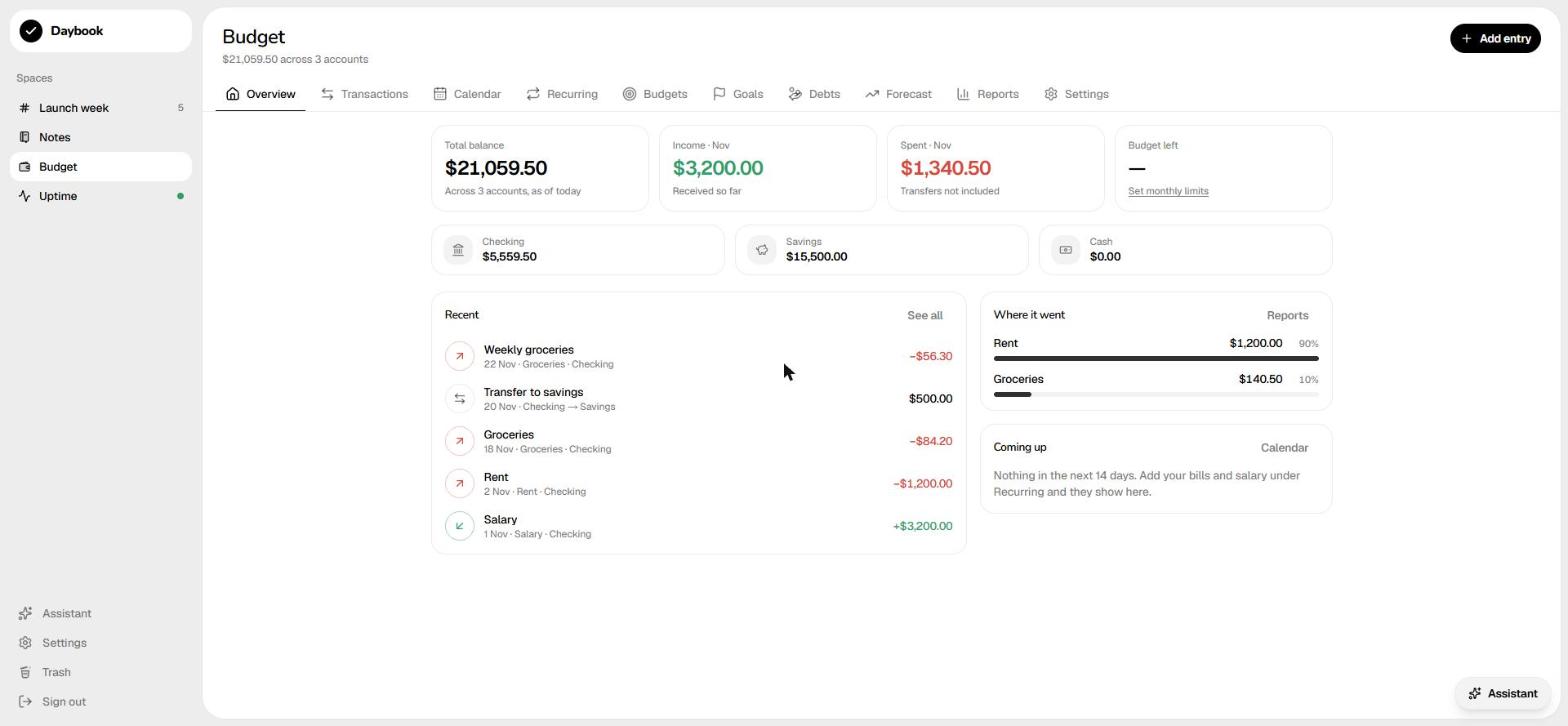 Daybook
Spaces
Launch week 5
Notes
Budget
Uptime
Assistant
Settings
Trash
Sign out
Budget
$21,059.50 across 3 accounts
Add entry
Overview Transactions Calendar Recurring Budgets Goals Debts Forecast Reports Settings
Total balance
$21,059.50
Across 3 accounts, as of today
Income · Nov
$3,200.00
Received so far
Spent · Nov
$1,340.50
Transfers not included
Budget left
—
Set monthly limits
Checking
$5,559.50
Savings
$15,500.00
Cash
$0.00
Recent See all
Weekly groceries
22 Nov · Groceries · Checking
−$56.30
Transfer to savings
20 Nov · Checking → Savings
$500.00
Groceries
18 Nov · Groceries · Checking
−$84.20
Rent
2 Nov · Rent · Checking
−$1,200.00
Salary
1 Nov · Salary · Checking
+$3,200.00
Where it went Reports
Rent $1,200.00 90%
Groceries $140.50 10%
Coming up Calendar
Nothing in the next 14 days. Add your bills and salary under
Recurring and they show here.
Assistant